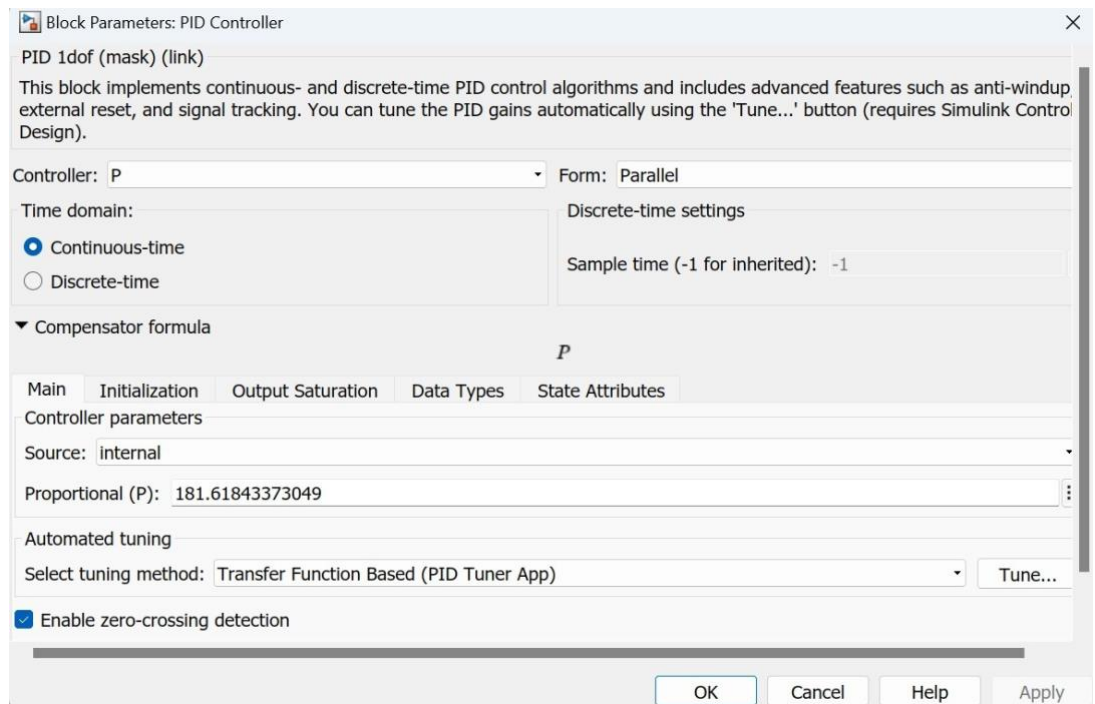 Block Parameters: PID Controller
PID 1dof (mask) (link)
This block implements continuous- and discrete-time PID control algorithms and includes advanced features such as anti-windup,
external reset, and signal tracking. You can tune the PID gains automatically using the 'Tune...' button (requires Simulink Control
Design).
Controller: P Form: Parallel
Time domain: Discrete-time settings
Continuous-time
Sample time (-1 for inherited): -1
Discrete-time
Compensator formula
P
Main Initialization Output Saturation Data Types State Attributes
Controller parameters
Source: internal
Proportional (P): 181.61843373049
Automated tuning
Select tuning method: Transfer Function Based (PID Tuner App) Tune...
Enable zero-crossing detection
OK Cancel Help Apply